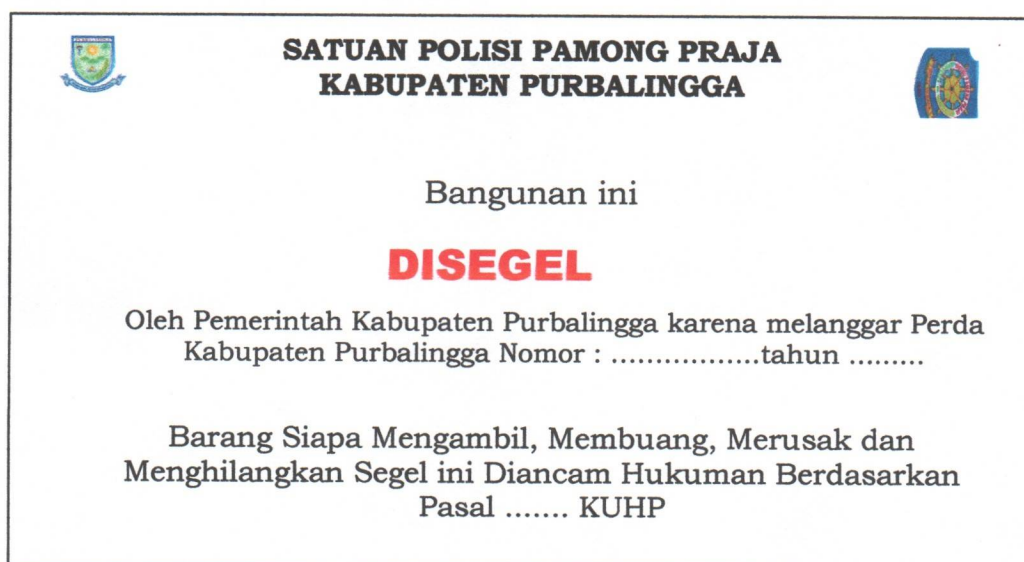 SATUAN POLISI PAMONG PRAJA
KABUPATEN PURBALINGGA
Bangunan ini
DISEGEL
Oleh Pemerintah Kabupaten Purbalingga karena melanggar Perda
Kabupaten Purbalingga Nomor : .................tahun .........
Barang Siapa Mengambil, Membuang, Merusak dan
Menghilangkan Segel ini Diancam Hukuman Berdasarkan
Pasal ....... KUHP